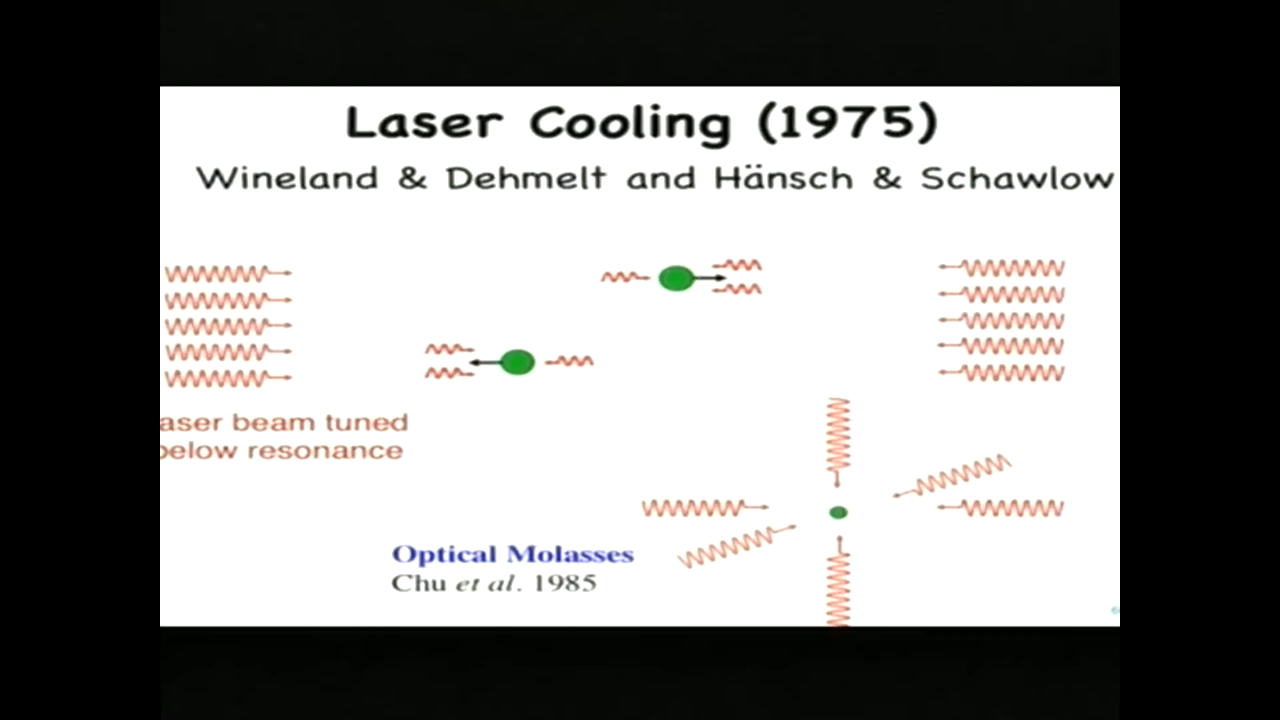 Laser Cooling (1975)
Wineland & Dehmelt and Hänsch & Schawlow
aser beam tuned
below resonance
Optical Molasses
Chu et al. 1985